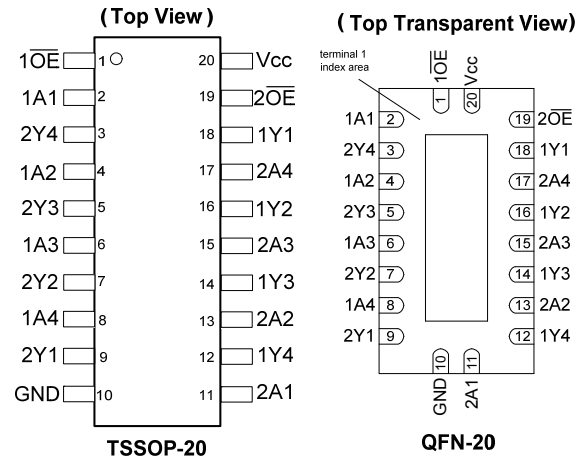 (Top View)
1O̅E̅ 1 20 Vcc
1A1 2 19 2O̅E̅
2Y4 3 18 1Y1
1A2 4 17 2A4
2Y3 5 16 1Y2
1A3 6 15 2A3
2Y2 7 14 1Y3
1A4 8 13 2A2
2Y1 9 12 1Y4
GND 10 11 2A1
TSSOP-20
( Top Transparent View)
terminal 1
index area
1O̅E̅ Vcc
1 20
1A1 2 19 2O̅E̅
2Y4 3 18 1Y1
1A2 4 17 2A4
2Y3 5 16 1Y2
1A3 6 15 2A3
2Y2 7 14 1Y3
1A4 8 13 2A2
2Y1 9 12 1Y4
10 11
GND 2A1
QFN-20